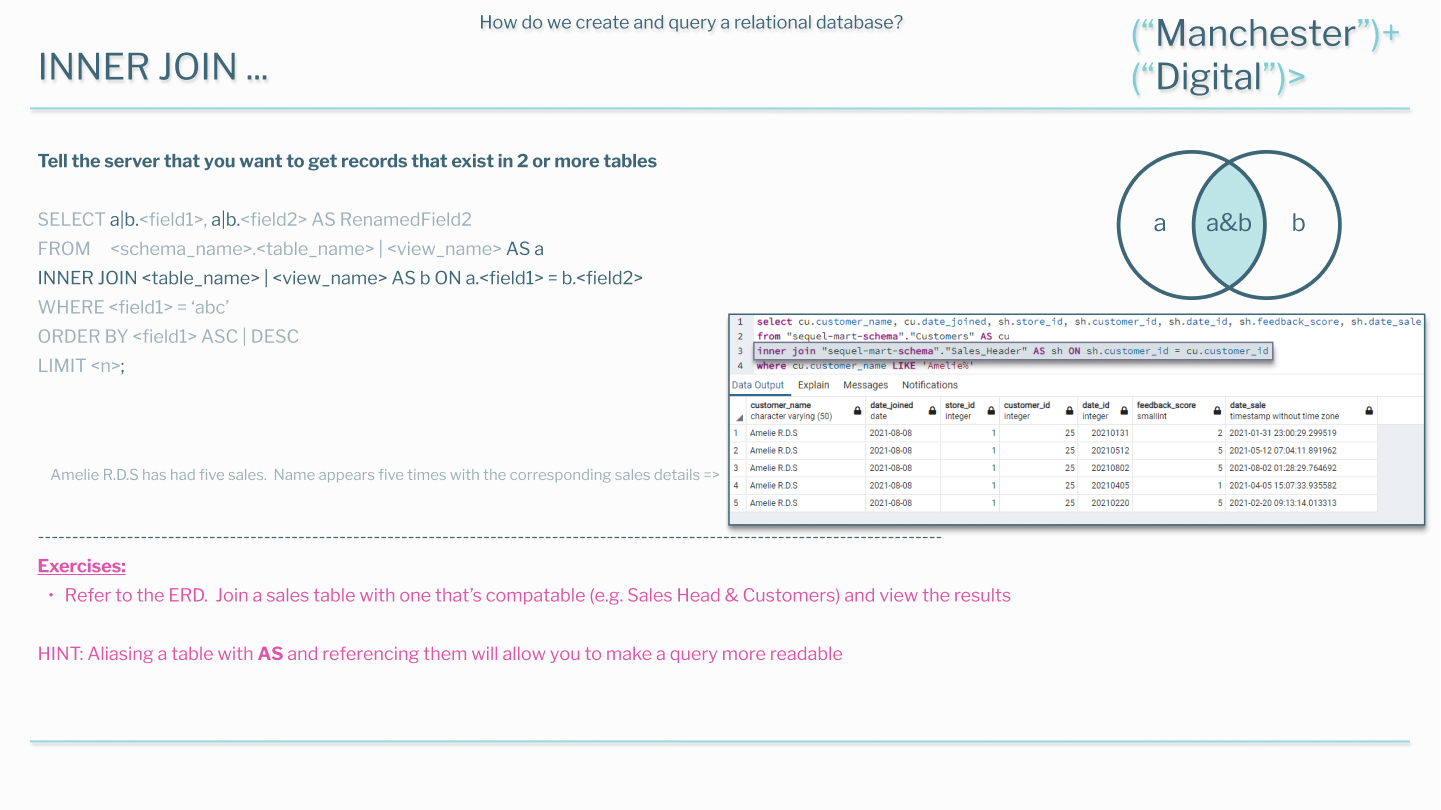 How do we create and query a relational database?
(“Manchester”)+
(“Digital”)>
INNER JOIN ...
Tell the server that you want to get records that exist in 2 or more tables
SELECT a|b.<field1>, a|b.<field2> AS RenamedField2
FROM <schema_name>.<table_name> | <view_name> AS a
INNER JOIN <table_name> | <view_name> AS b ON a.<field1> = b.<field2>
WHERE <field1> = ‘abc’
ORDER BY <field1> ASC | DESC
LIMIT <n>;
a a&b b
1 select cu.customer_name, cu.date_joined, sh.store_id, sh.customer_id, sh.date_id, sh.feedback_score, sh.date_sale
2 from "sequel-mart-schema"."Customers" AS cu
3 inner join "sequel-mart-schema"."Sales_Header" AS sh ON sh.customer_id = cu.customer_id
4 where cu.customer_name LIKE 'Amelie%'
Data Output Explain Messages Notifications
customer_name date_joined store_id customer_id date_id feedback_score date_sale
character varying (50) date integer integer integer smallint timestamp without time zone
1 Amelie R.D.S 2021-08-08 1 25 20210131 2 2021-01-31 23:00:29.299519
2 Amelie R.D.S 2021-08-08 1 25 20210512 5 2021-05-12 07:04:11.891962
3 Amelie R.D.S 2021-08-08 1 25 20210802 5 2021-08-02 01:28:29.764692
4 Amelie R.D.S 2021-08-08 1 25 20210405 1 2021-04-05 15:07:33.935582
5 Amelie R.D.S 2021-08-08 1 25 20210220 5 2021-02-20 09:13:14.013313
Amelie R.D.S has had five sales. Name appears five times with the corresponding sales details =>
Exercises:
• Refer to the ERD. Join a sales table with one that’s compatable (e.g. Sales Head & Customers) and view the results
HINT: Aliasing a table with AS and referencing them will allow you to make a query more readable